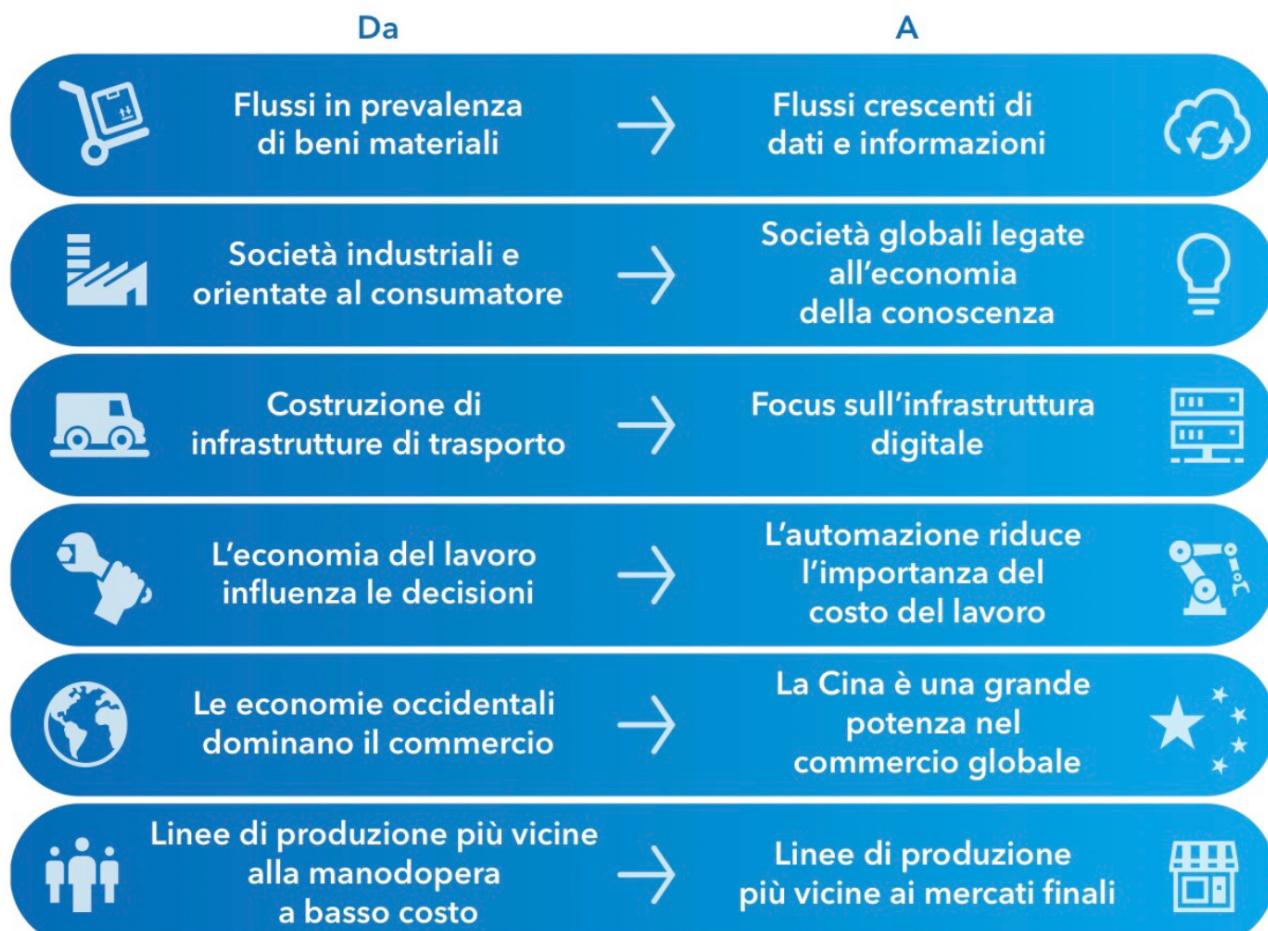 Da
A
Flussi in prevalenza
di beni materiali
Flussi crescenti di
dati e informazioni
Società industriali e
orientate al consumatore
Società globali legate
all’economia
della conoscenza
Costruzione di
infrastrutture di trasporto
Focus sull’infrastruttura
digitale
L’economia del lavoro
influenza le decisioni
L’automazione riduce
l’importanza del
costo del lavoro
Le economie occidentali
dominano il commercio
La Cina è una grande
potenza nel
commercio globale
Linee di produzione più vicine
alla manodopera
a basso costo
Linee di produzione
più vicine ai mercati finali